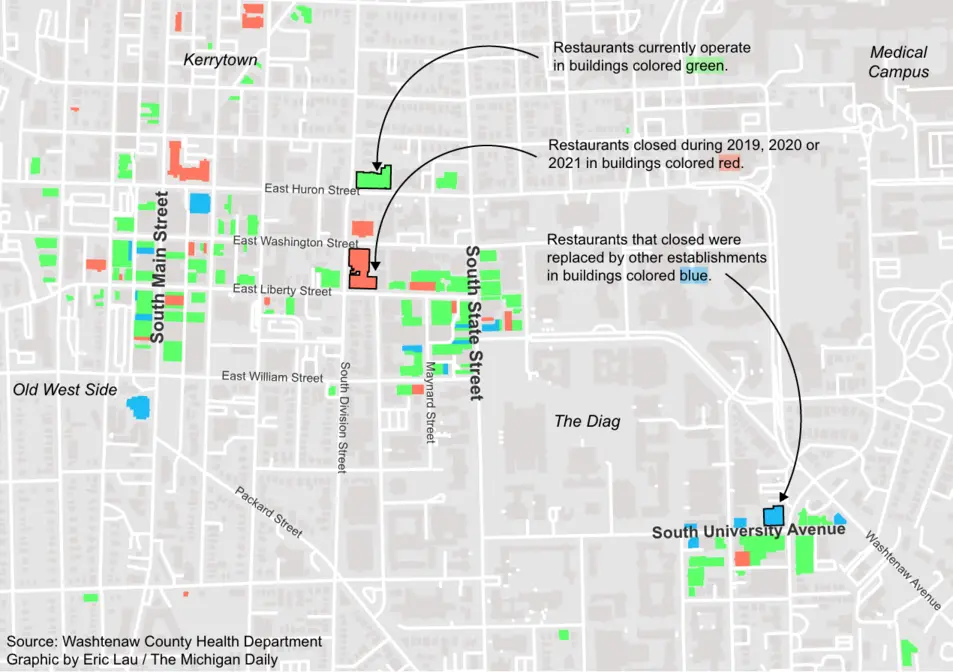 Restaurants currently operate
in buildings colored green.
Medical
Campus
Kerrytown
Restaurants closed during 2019, 2020 or
2021 in buildings colored red.
East Huron Street
South Main Street
East Washington Street
Restaurants that closed were
replaced by other establishments
in buildings colored blue.
South State Street
East Liberty Street
East William Street
South Division Street
Maynard Street
Old West Side
The Diag
Packard Street
South University Avenue
Washtenaw Avenue
Source: Washtenaw County Health Department
Graphic by Eric Lau / The Michigan Daily